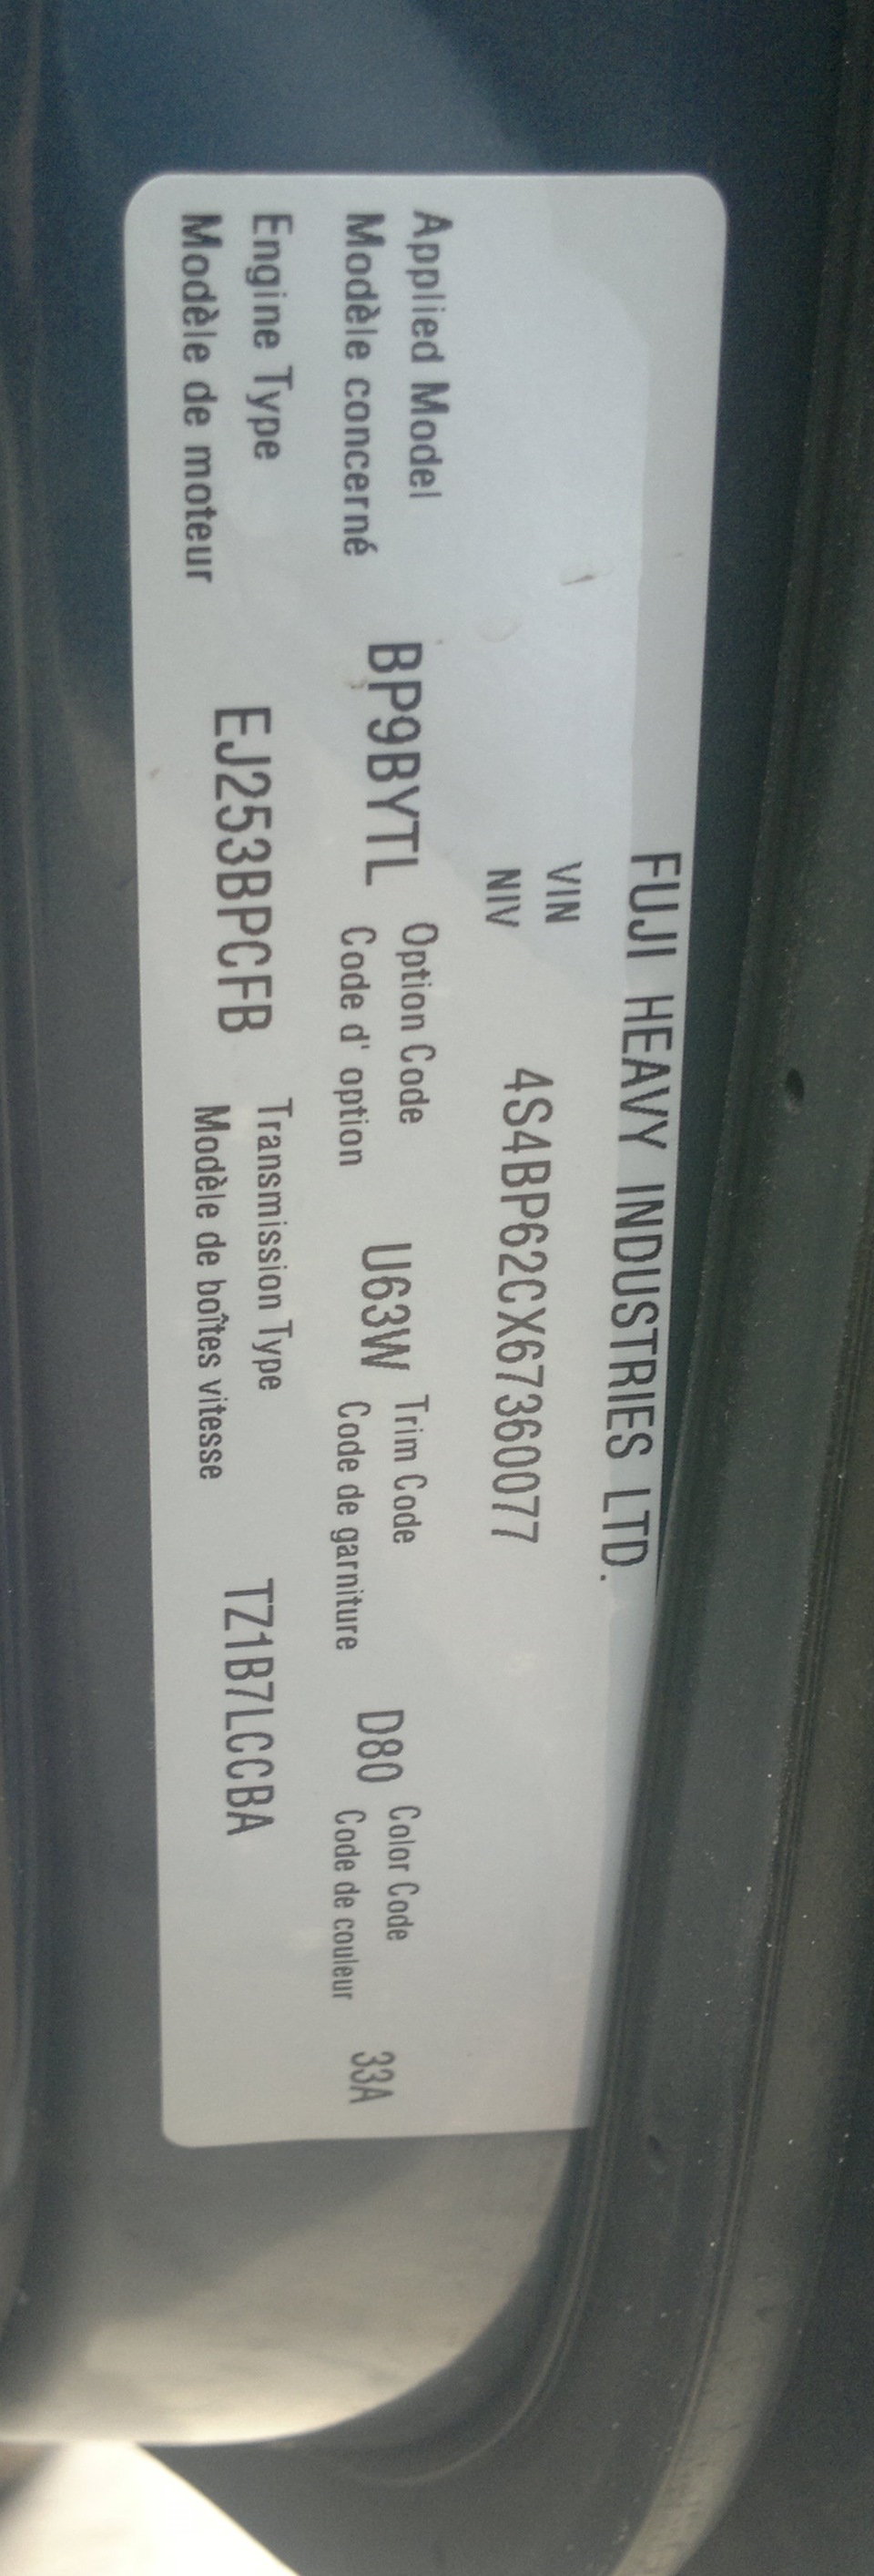 FUJI HEAVY INDUSTRIES LTD.
VIN
NIV
4S4BP62CX67360077
Applied Model
Modèle concerné
BP9BYTL
Option Code
Code d' option
U63W
Trim Code
Code de garniture
D80
Color Code
Code de couleur
33A
Engine Type
Modèle de moteur
EJ253BPCFB
Transmission Type
Modèle de boîtes vitesse
TZ1B7LCCBA